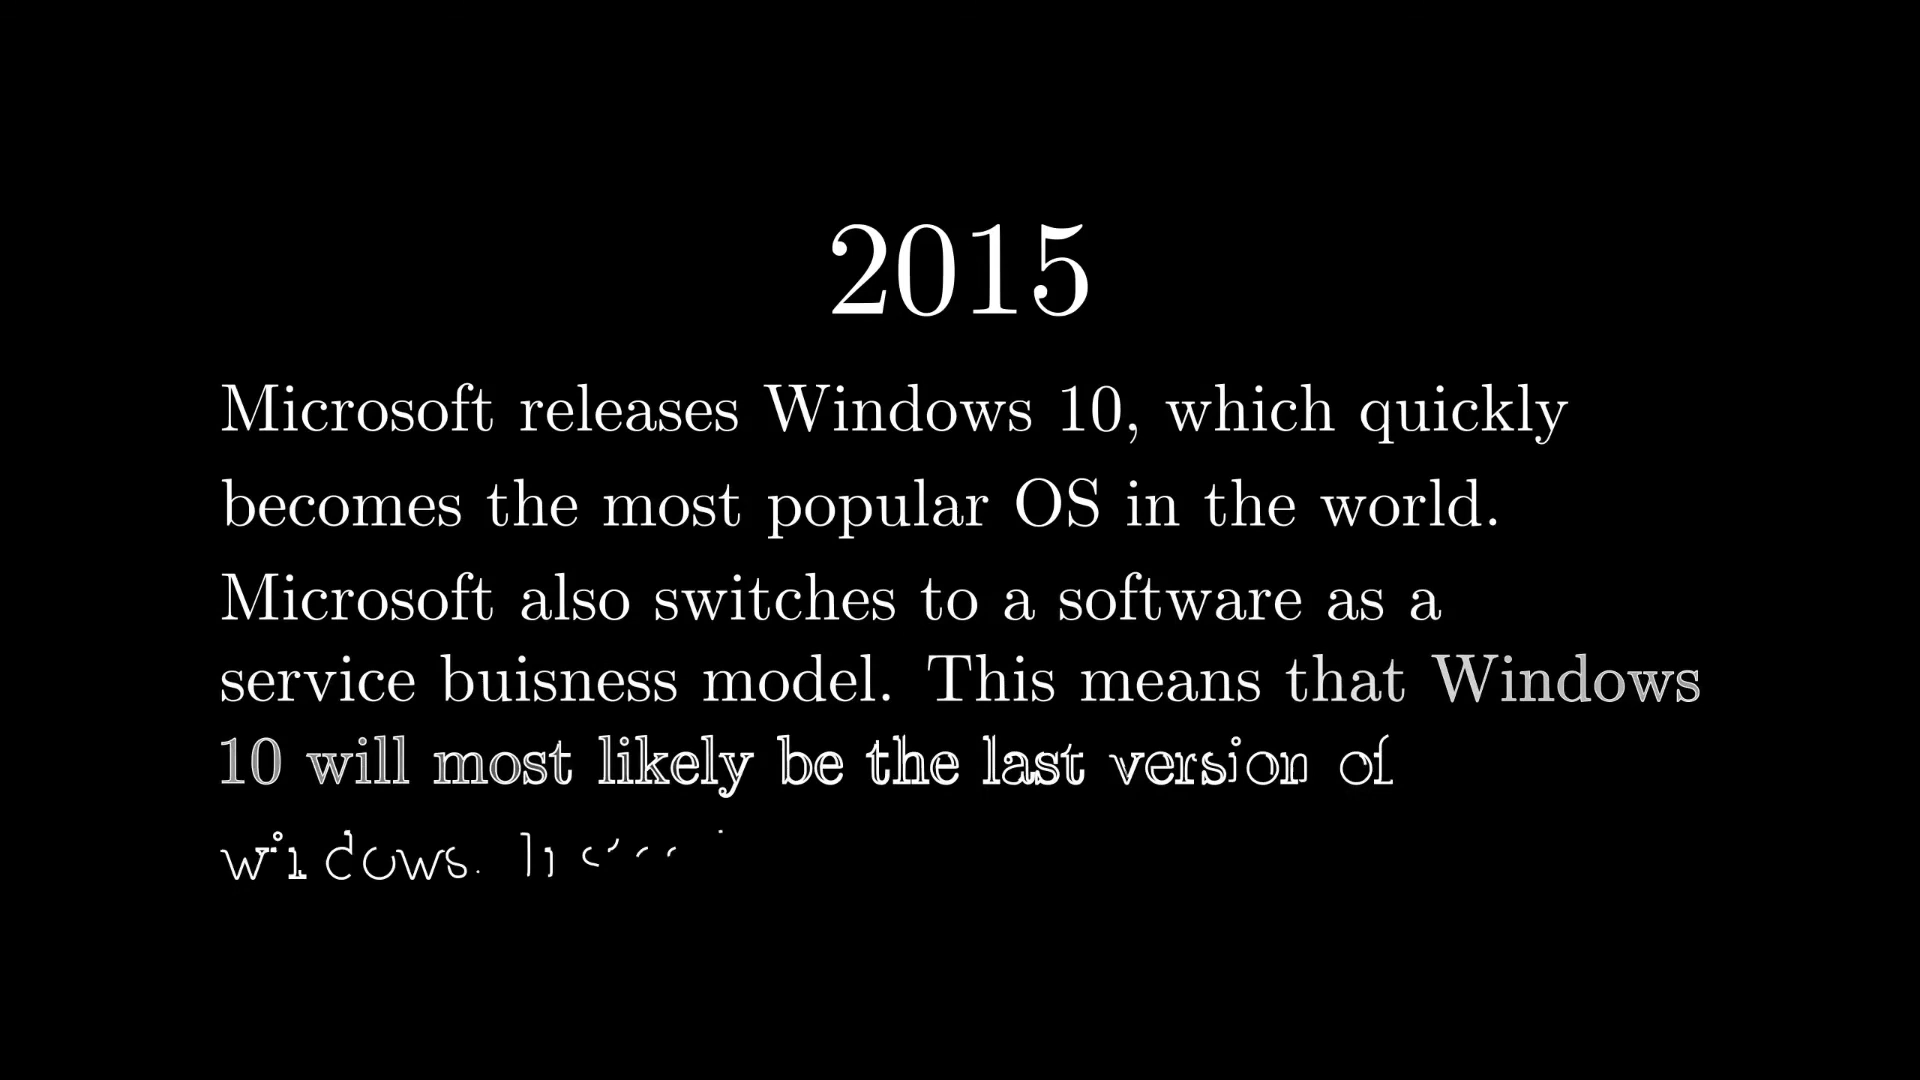 2015
Microsoft releases Windows 10, which quickly
becomes the most popular OS in the world.
Microsoft also switches to a software as a
service buisness model. This means that Windows
10 will most likely be the last version of
windows.